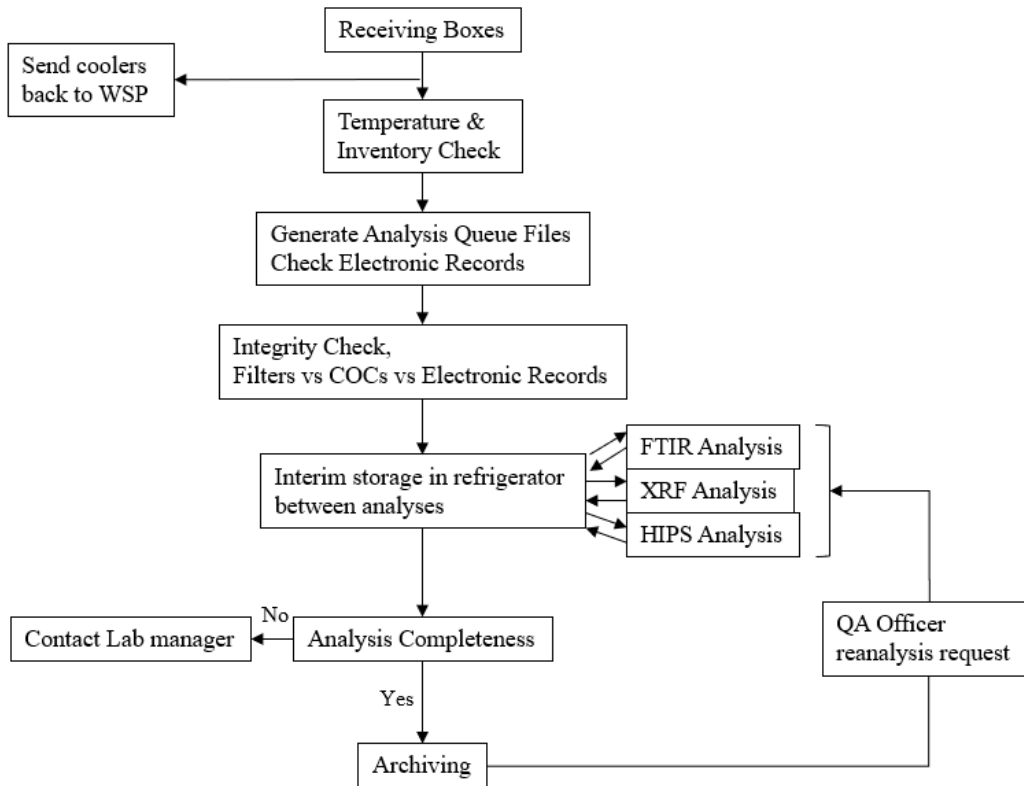 Receiving Boxes
Send coolers
back to WSP
Temperature &
Inventory Check
Generate Analysis Queue Files
Check Electronic Records
Integrity Check,
Filters vs COCs vs Electronic Records
Interim storage in refrigerator
between analyses
FTIR Analysis
XRF Analysis
HIPS Analysis
QA Officer
reanalysis request
No
Contact Lab manager
Analysis Completeness
Yes
Archiving